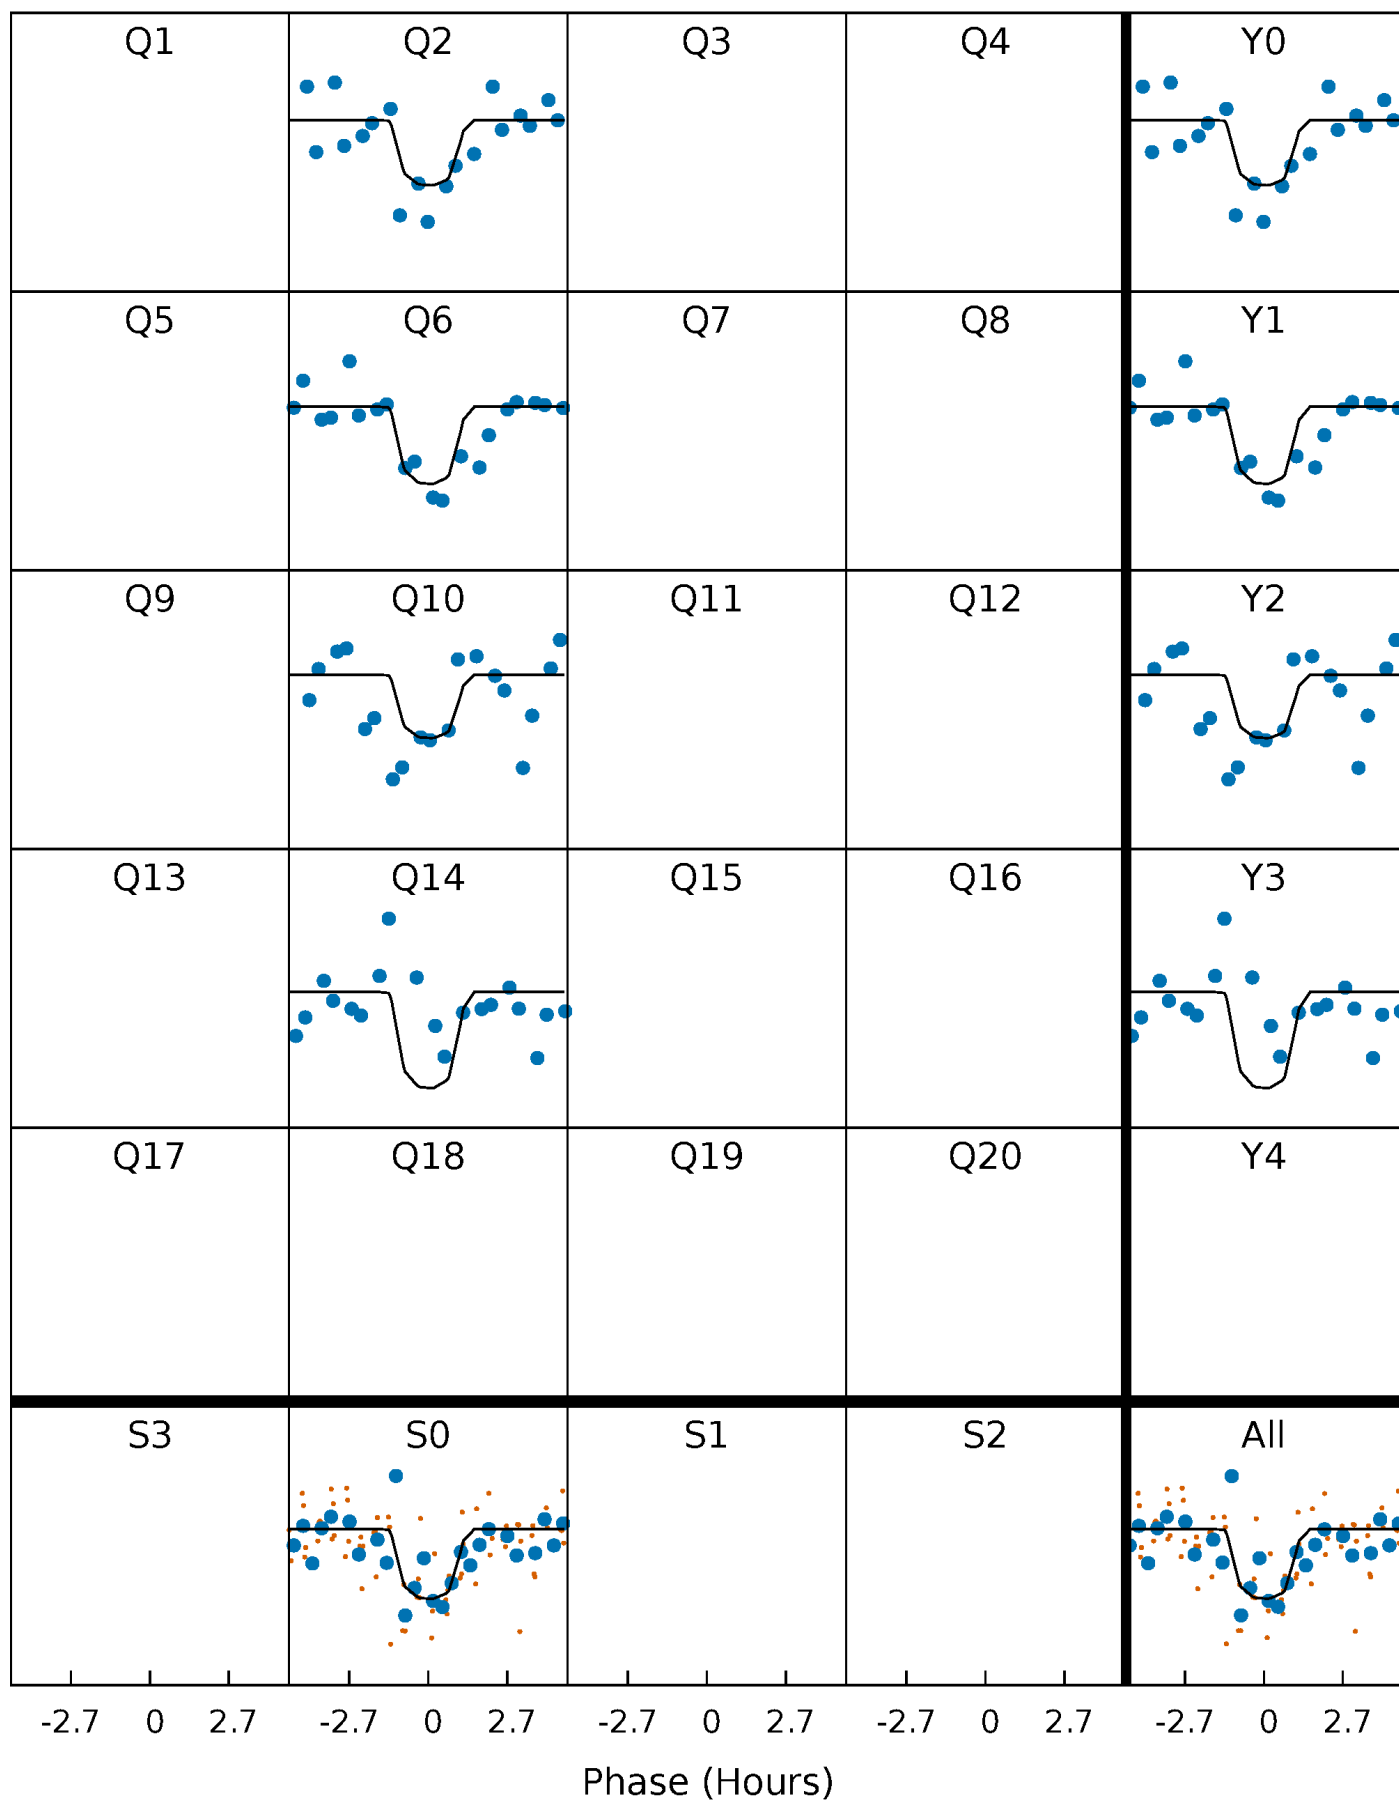 Q1 Q2 Q3 Q4 Y0
Q5 Q6 Q7 Q8 Y1
Q9 Q10 Q11 Q12 Y2
Q13 Q14 Q15 Q16 Y3
Q17 Q18 Q19 Q20 Y4
S3 S0 S1 S2 All
-2.7 0 2.7 -2.7 0 2.7 -2.7 0 2.7 -2.7 0 2.7 -2.7 0 2.7
Phase (Hours)